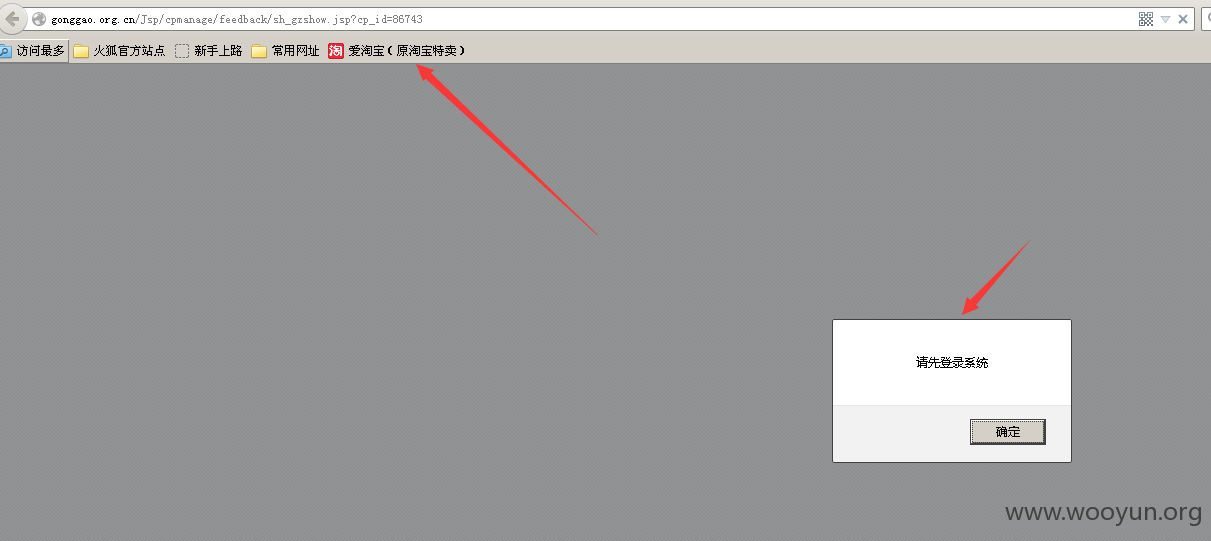 gonggao.org.cn/Jsp/cpmanage/feedback/sh_gzshow.jsp?cp_id=86743
访问最多 火狐官方站点 新手上路 常用网址 淘 爱淘宝（原淘宝特卖）
请先登录系统
确定
www.wooyun.org